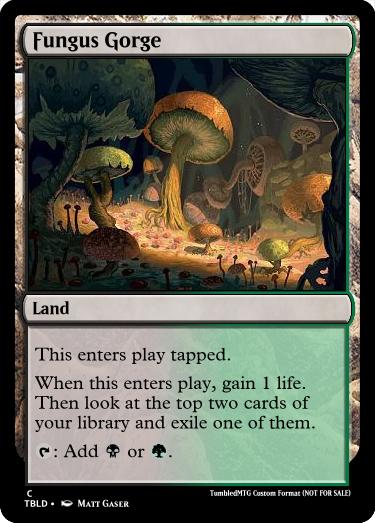 Fungus Gorge
Land
This enters play tapped.
When this enters play, gain 1 life.
Then look at the top two cards of
your library and exile one of them.
: Add or .
C
TBLD • Matt Gaser
TumbledMTG Custom Format (NOT FOR SALE)